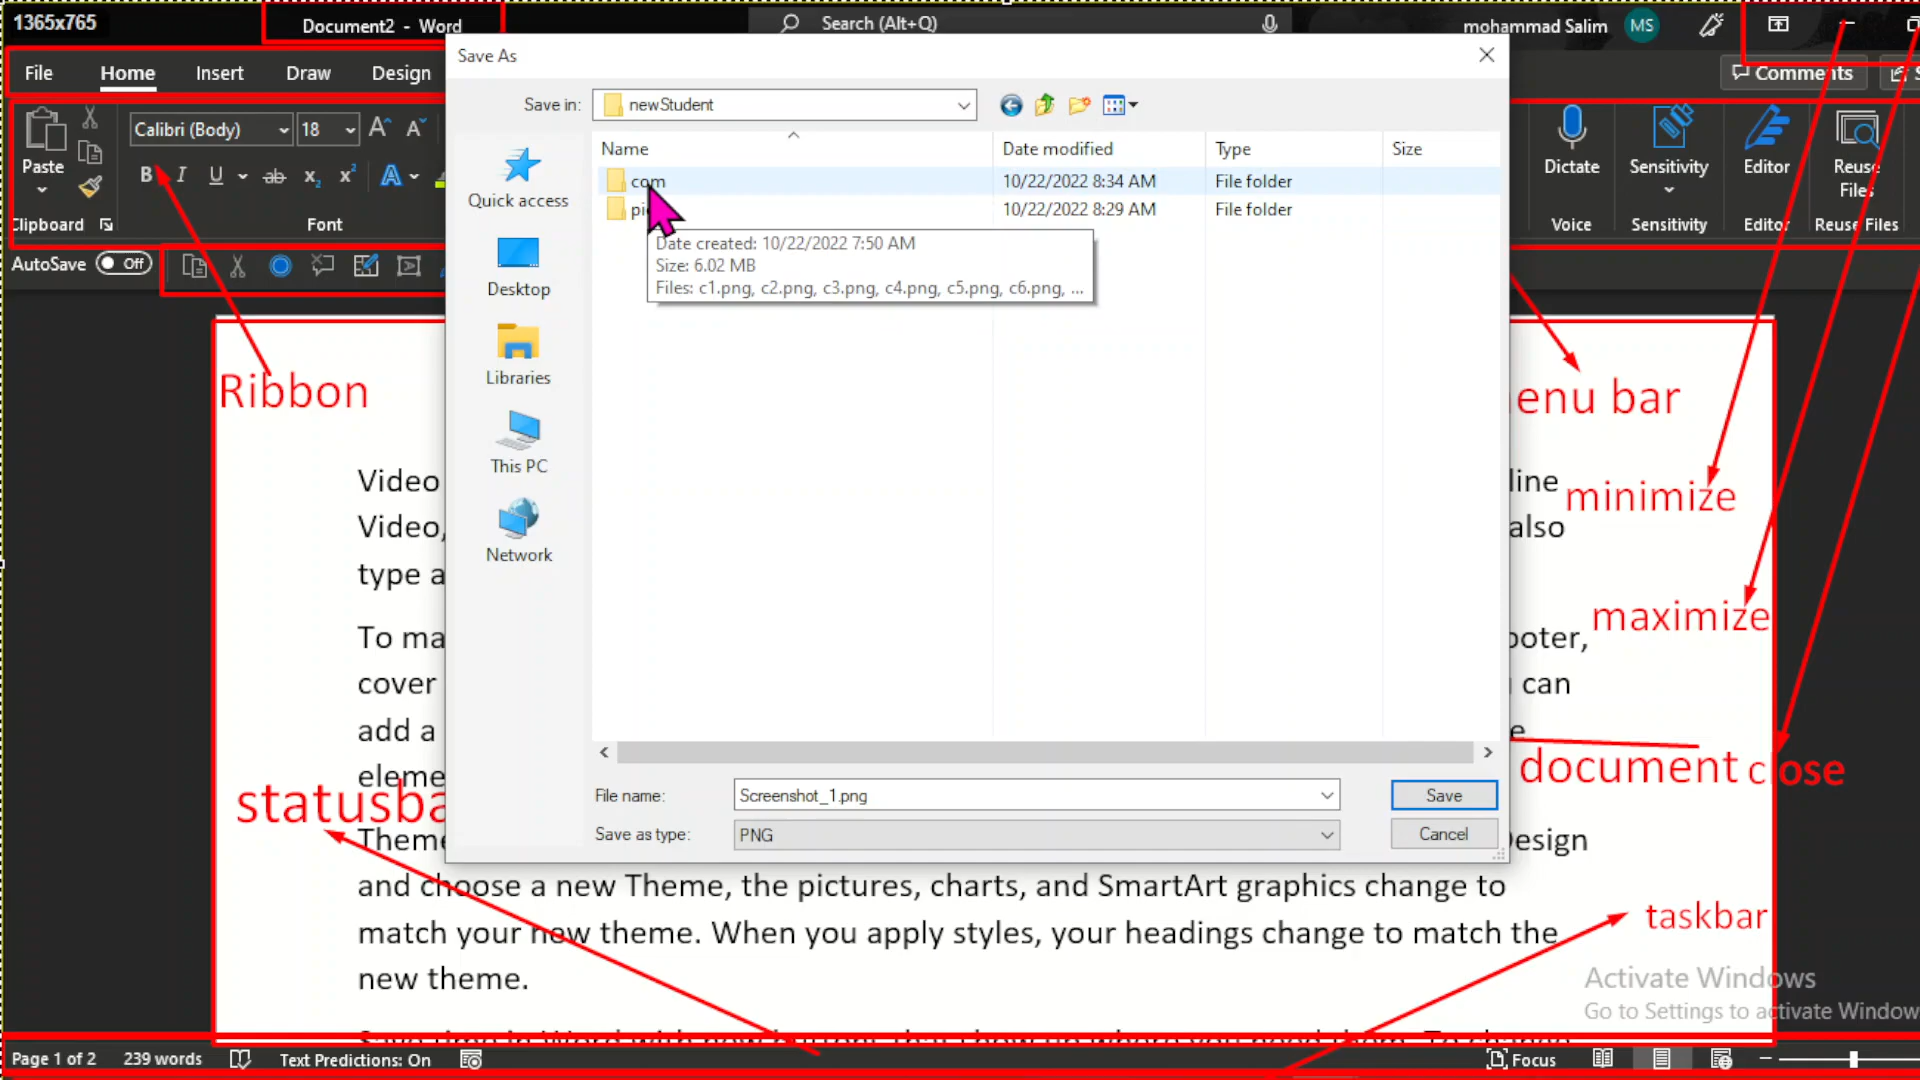 1365x765
Document2 - Word
Search (Alt+Q)
mohammad Salim
MS
File
Home
Insert
Draw
Design
Comments
Save As
Save in:
newStudent
Paste
Calibri (Body)
18
Clipboard
Font
Dictate
Sensitivity
Editor
Reuse
Files
Voice
Sensitivity
Editor
Reuse Files
AutoSave
Off
Name
Date modified
Type
Size
com
10/22/2022 8:34 AM
File folder
10/22/2022 8:29 AM
File folder
Date created: 10/22/2022 7:50 AM
Size: 6.02 MB
Files: c1.png, c2.png, c3.png, c4.png, c5.png, c6.png, ...
Quick access
Desktop
Libraries
This PC
Network
File name:
Screenshot_1.png
Save
Save as type:
PNG
Cancel
Ribbon
enu bar
minimize
maximize
document
close
statusba
taskbar
Video
line
Video,
also
type a
To ma
ooter,
cover
can
add a
e
eleme
Theme
Design
and choose a new Theme, the pictures, charts, and SmartArt graphics change to
match your new theme. When you apply styles, your headings change to match the
new theme.
Activate Windows
Go to Settings to activate Window
Page 1 of 2
239 words
Text Predictions: On
Focus